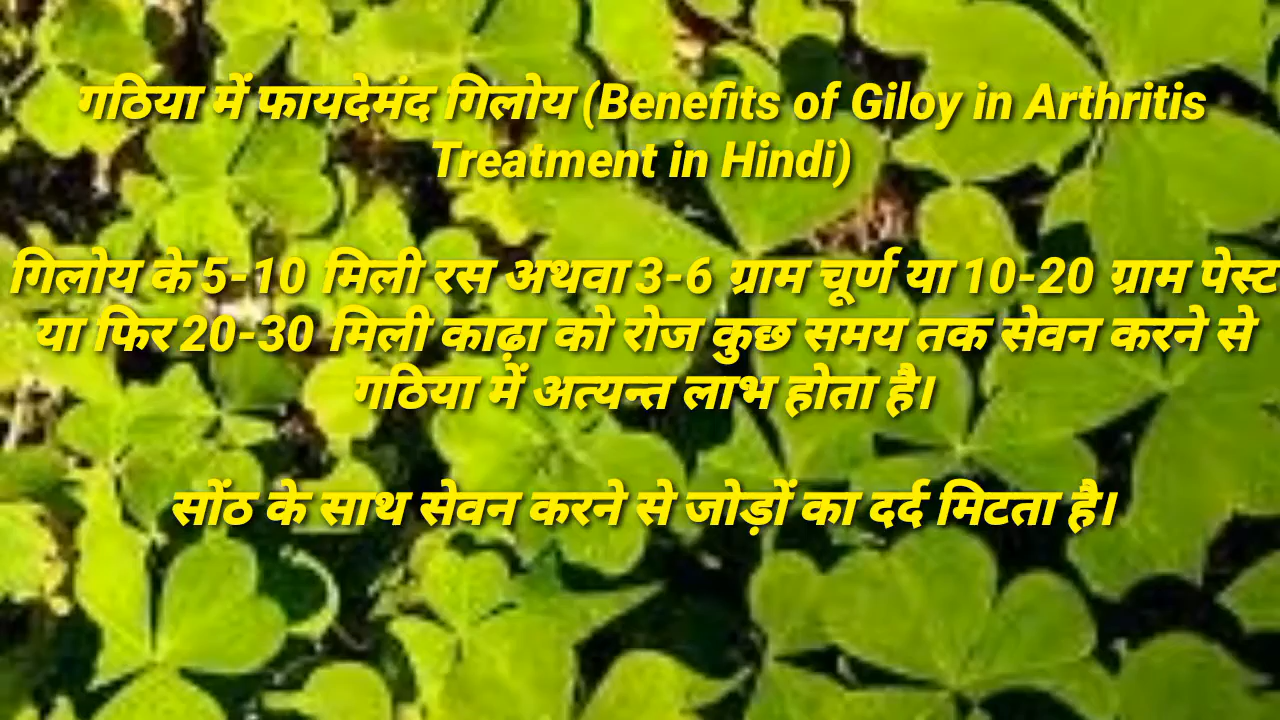 गठिया में फायदेमंद गिलोय (Benefits of Giloy in Arthritis
Treatment in Hindi)
गिलोय के 5-10 मिली रस अथवा 3-6 ग्राम चूर्ण या 10-20 ग्राम पेस्ट
या फिर 20-30 मिली काढ़ा को रोज कुछ समय तक सेवन करने से
गठिया में अत्यन्त लाभ होता है।
सोंठ के साथ सेवन करने से जोड़ों का दर्द मिटता है।